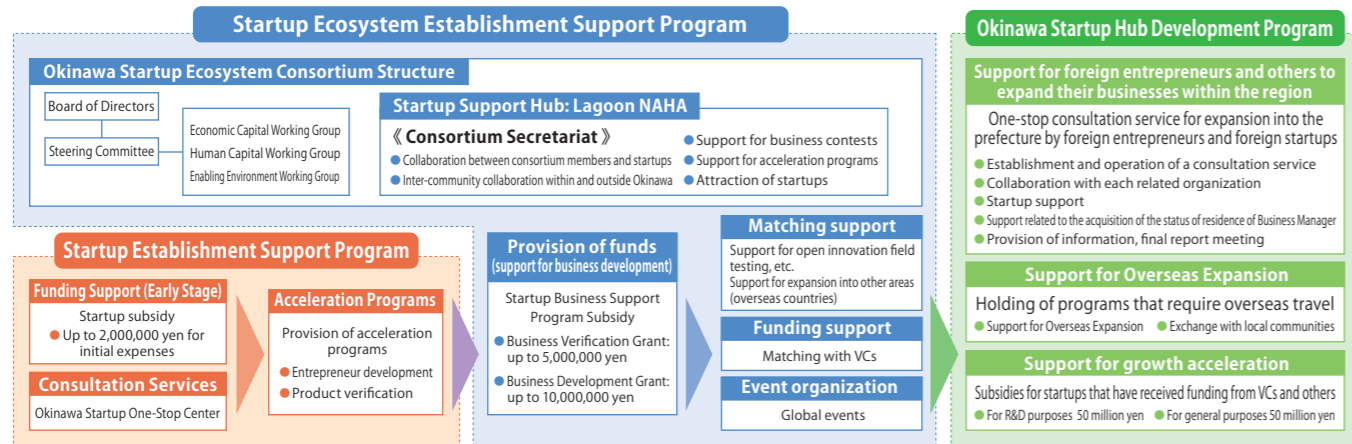 Startup Ecosystem Establishment Support Program
Okinawa Startup Ecosystem Consortium Structure
Board of Directors
Steering Committee
Economic Capital Working Group
Human Capital Working Group
Enabling Environment Working Group
Startup Support Hub: Lagoon NAHA
《 Consortium Secretariat 》
● Collaboration between consortium members and startups
● Inter-community collaboration within and outside Okinawa
● Support for business contests
● Support for acceleration programs
● Attraction of startups
Startup Establishment Support Program
Funding Support (Early Stage)
Startup subsidy
● Up to 2,000,000 yen for
initial expenses
Consultation Services
Okinawa Startup One-Stop Center
Acceleration Programs
Provision of acceleration
programs
● Entrepreneur development
● Product verification
Provision of funds
(support for business development)
Startup Business Support
Program Subsidy
● Business Verification Grant:
up to 5,000,000 yen
● Business Development Grant:
up to 10,000,000 yen
Matching support
Support for open innovation field
testing, etc.
Support for expansion into other areas
(overseas countries)
Funding support
Matching with VCs
Event organization
Global events
Okinawa Startup Hub Development Program
Support for foreign entrepreneurs and others to
expand their businesses within the region
One-stop consultation service for expansion into the
prefecture by foreign entrepreneurs and foreign startups
● Establishment and operation of a consultation service
● Collaboration with each related organization
● Startup support
● Support related to the acquisition of the status of residence of Business Manager
● Provision of information, final report meeting
Support for Overseas Expansion
Holding of programs that require overseas travel
● Support for Overseas Expansion ● Exchange with local communities
Support for growth acceleration
Subsidies for startups that have received funding from VCs and others
● For R&D purposes 50 million yen ● For general purposes 50 million yen